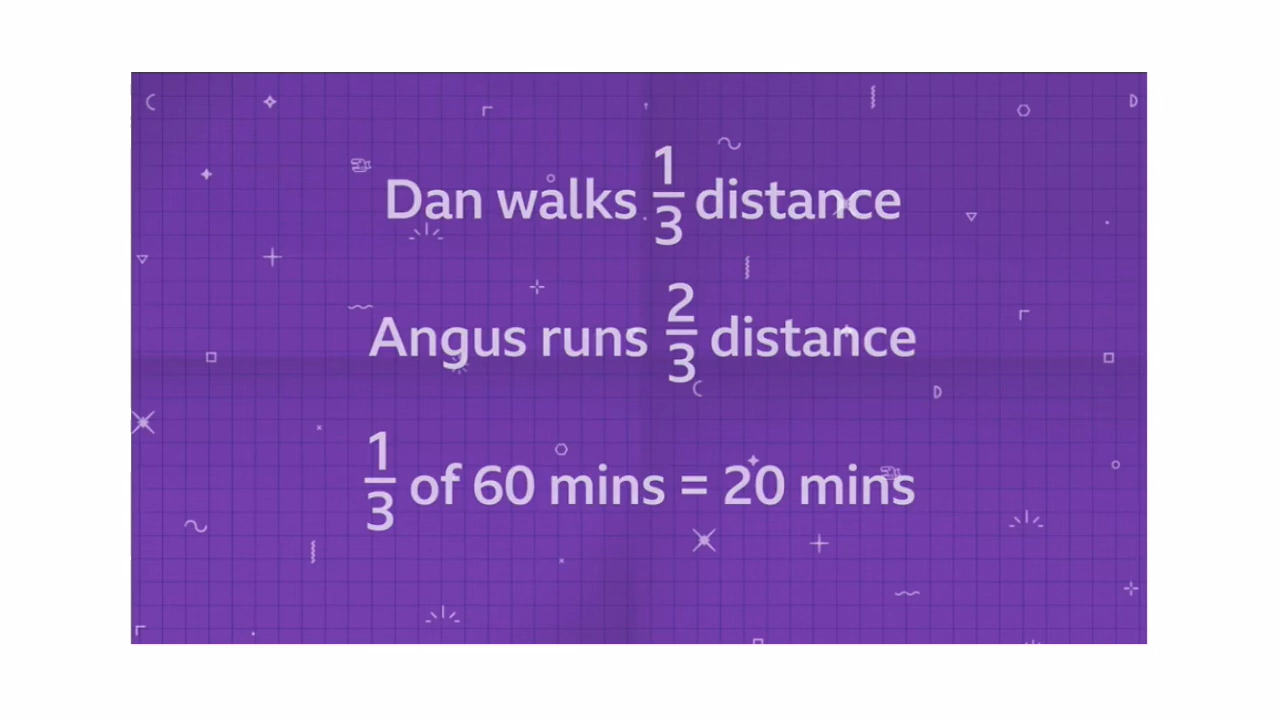 Dan walks 1/3 distance
Angus runs 2/3 distance
1/3 of 60 mins = 20 mins